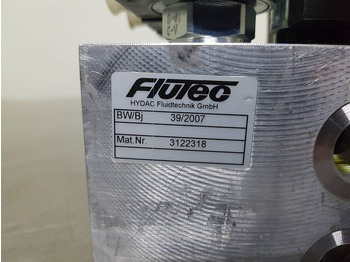 FLUTEC
HYDAC Fluidtechnik GmbH
BW/Bj 39/2007
Mat.Nr. 3122318